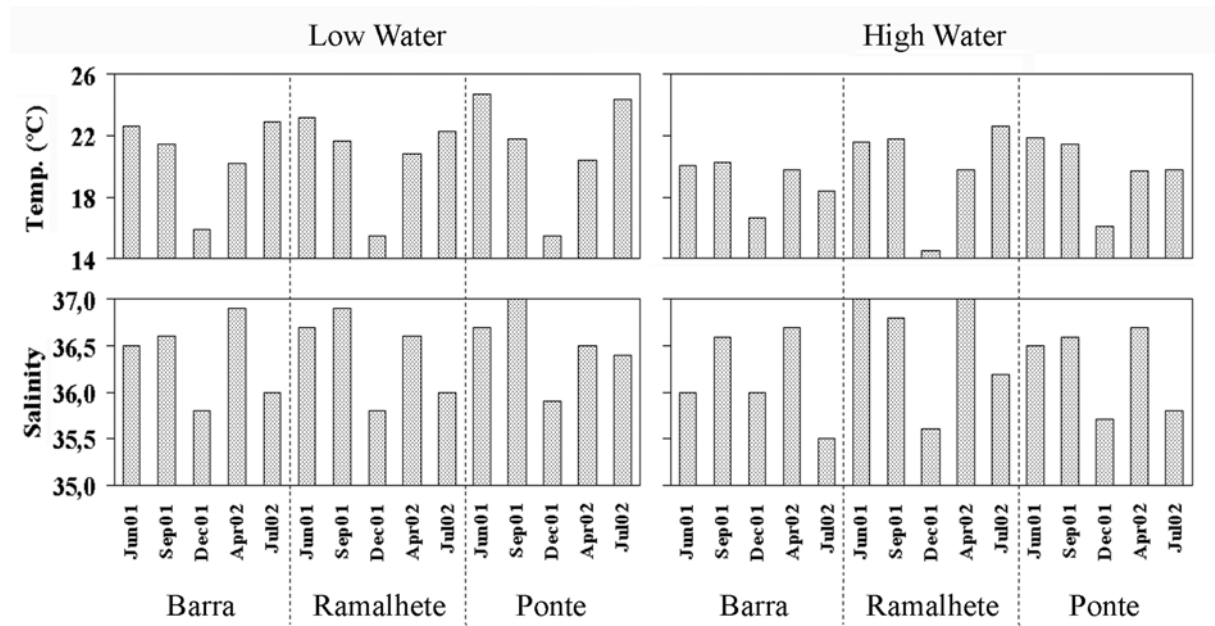 Low Water High Water
Temp. (°C)
26
22
18
14
Salinity
37,0
36,5
36,0
35,5
35,0
Jun01 Sep01 Dec01 Apr02 Jul02 Jun01 Sep01 Dec01 Apr02 Jul02 Jun01 Sep01 Dec01 Apr02 Jul02 Jun01 Sep01 Dec01 Apr02 Jul02 Jun01 Sep01 Dec01 Apr02 Jul02 Jun01 Sep01 Dec01 Apr02 Jul02
Barra Ramalhete Ponte Barra Ramalhete Ponte